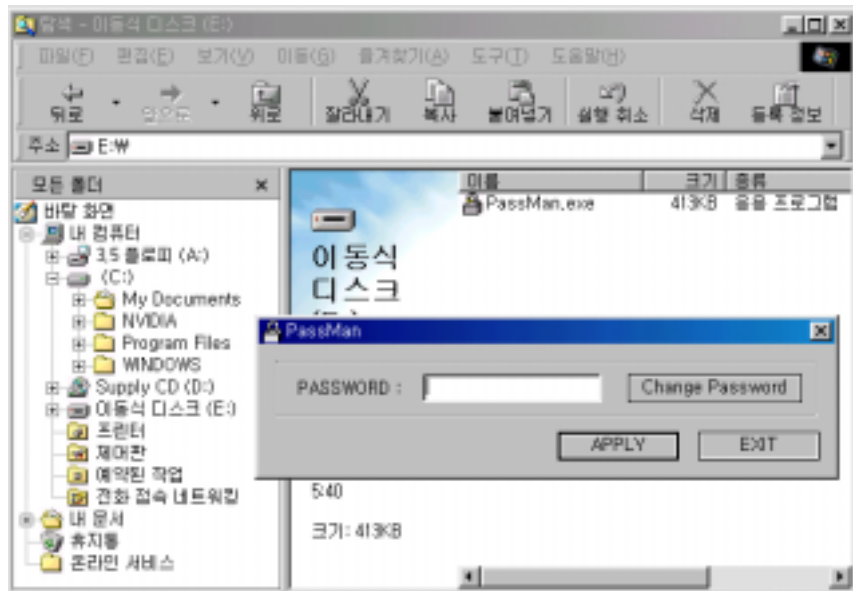 탐색 - 이동식 디스크 (E:)
파일(F) 편집(E) 보기(V) 이동(G) 즐겨찾기(A) 도구(T) 도움말(H)
뒤로 앞으로 위로 잘라내기 복사 붙여넣기 실행 취소 삭제 등록 정보
주소 E:₩
모든 폴더
바탕 화면
내 컴퓨터
3,5 플로피 (A:)
(C:)
My Documents
NVIDIA
Program Files
WINDOWS
Supply CD (D:)
이동식 디스크 (E:)
프린터
제어판
예약된 작업
전화 접속 네트워킹
내 문서
휴지통
온라인 서비스
이동식
디스크
이름 크기 종류
PassMan.exe 413KB 응용 프로그램
PassMan
PASSWORD : Change Password
APPLY EXIT
5:40
크기: 413KB